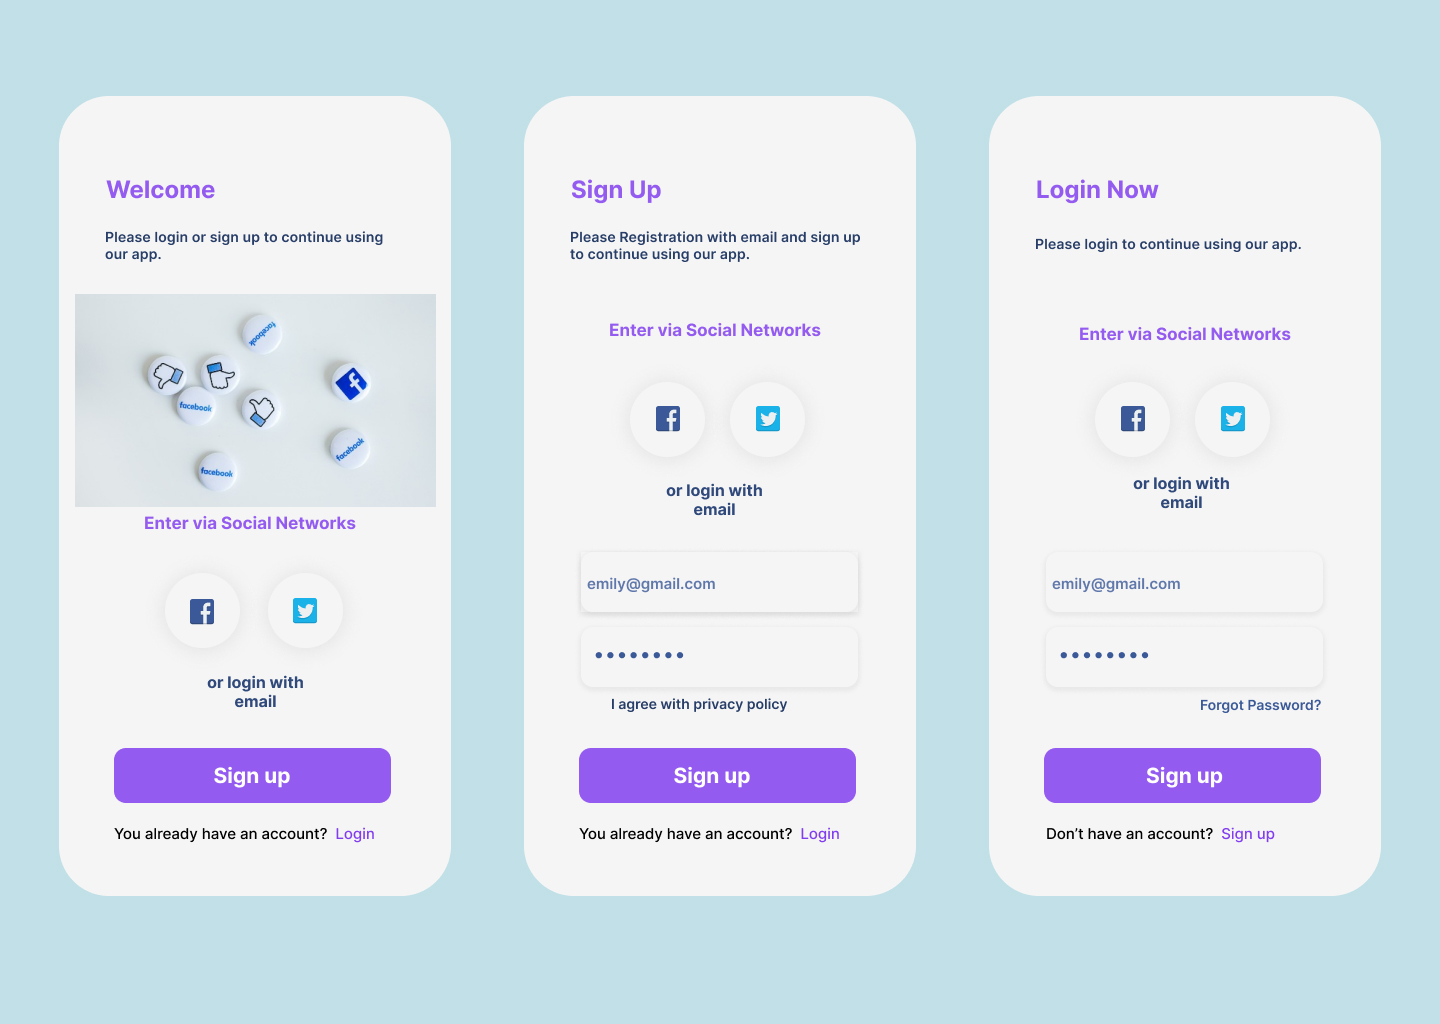 Welcome
Please login or sign up to continue using
our app.
facebook
facebook
facebook
facebook
Enter via Social Networks
or login with
email
Sign up
You already have an account? Login
Sign Up
Please Registration with email and sign up
to continue using our app.
Enter via Social Networks
or login with
email
emily@gmail.com
••••••••
I agree with privacy policy
Sign up
You already have an account? Login
Login Now
Please login to continue using our app.
Enter via Social Networks
or login with
email
emily@gmail.com
••••••••
Forgot Password?
Sign up
Don’t have an account? Sign up